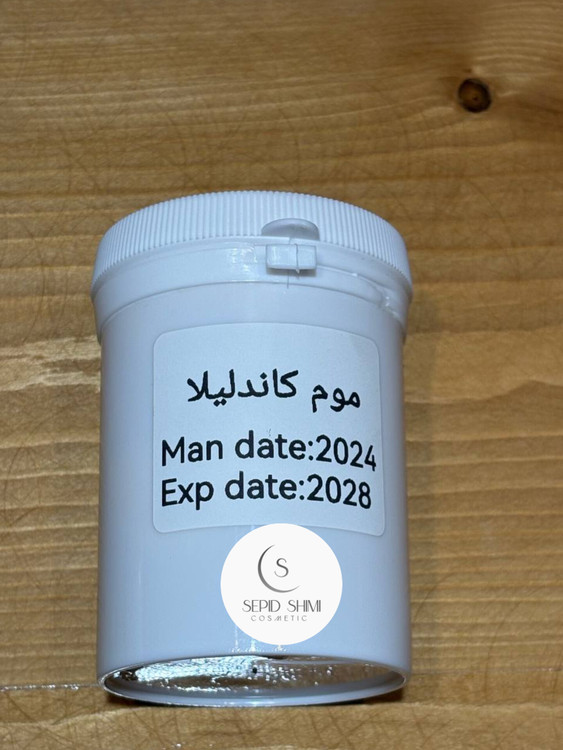 موم کاندلیلا
Man date:2024
Exp date:2028
S
SEPID SHIMI
COSMETIC